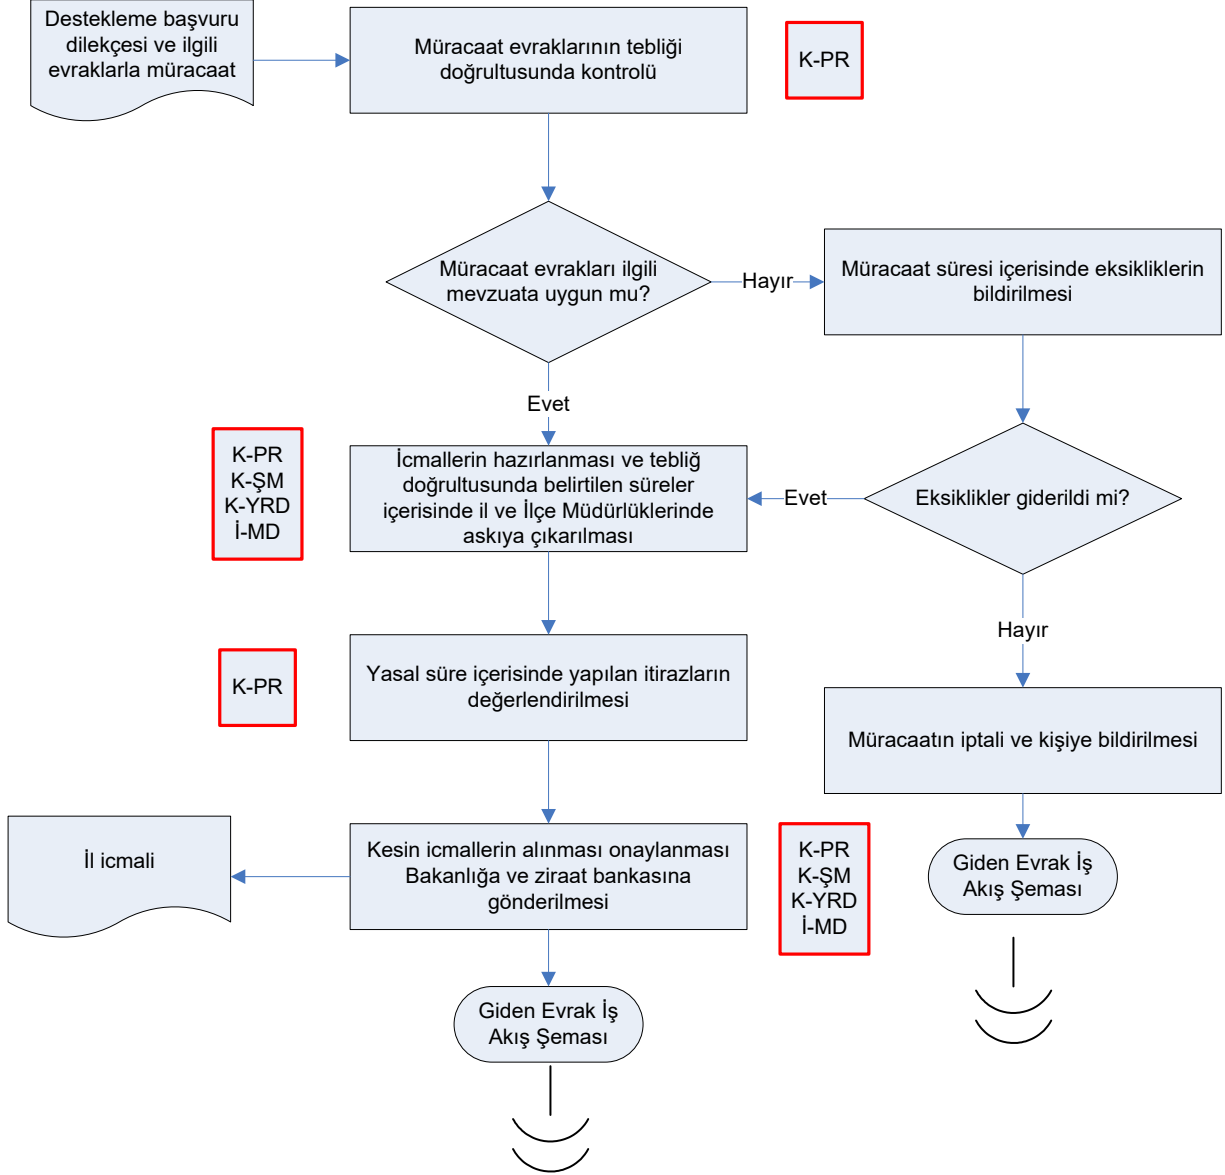 Destekleme başvuru
dilekçesi ve ilgili
evraklarla müracaat
Müracaat evraklarının tebliği
doğrultusunda kontrolü
K-PR
Müracaat evrakları ilgili
mevzuata uygun mu?
Hayır
Müracaat süresi içerisinde eksikliklerin
bildirilmesi
Evet
K-PR
K-ŞM
K-YRD
İ-MD
İcmallerin hazırlanması ve tebliğ
doğrultusunda belirtilen süreler
içerisinde il ve İlçe Müdürlüklerinde
askıya çıkarılması
Evet
Eksiklikler giderildi mi?
Hayır
K-PR
Yasal süre içerisinde yapılan itirazların
değerlendirilmesi
Müracaatın iptali ve kişiye bildirilmesi
İl icmali
Kesin icmallerin alınması onaylanması
Bakanlığa ve ziraat bankasına
gönderilmesi
K-PR
K-ŞM
K-YRD
İ-MD
Giden Evrak İş
Akış Şeması
Giden Evrak İş
Akış Şeması